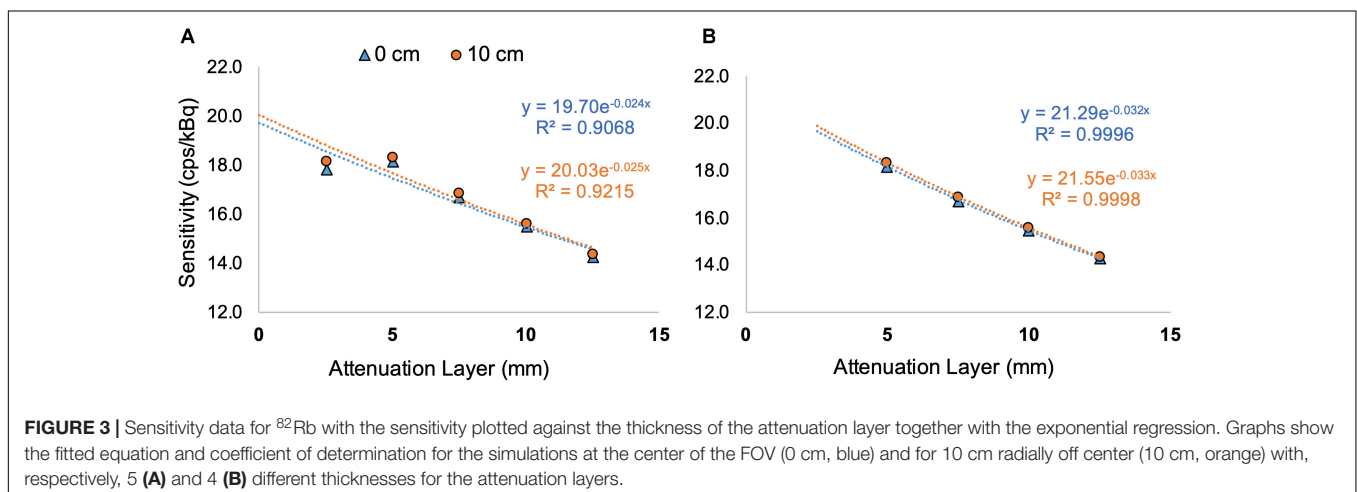 A
B
0 cm
10 cm
22.0
20.0
18.0
16.0
14.0
12.0
Sensitivity (cps/kBq)
y = 19.70e^-0.024x
R² = 0.9068
y = 20.03e^-0.025x
R² = 0.9215
0 5 10 15
Attenuation Layer (mm)
22.0
20.0
18.0
16.0
14.0
12.0
y = 21.29e^-0.032x
R² = 0.9996
y = 21.55e^-0.033x
R² = 0.9998
0 5 10 15
Attenuation Layer (mm)
FIGURE 3 | Sensitivity data for ⁸²Rb with the sensitivity plotted against the thickness of the attenuation layer together with the exponential regression. Graphs show
the fitted equation and coefficient of determination for the simulations at the center of the FOV (0 cm, blue) and for 10 cm radially off center (10 cm, orange) with,
respectively, 5 (A) and 4 (B) different thicknesses for the attenuation layers.